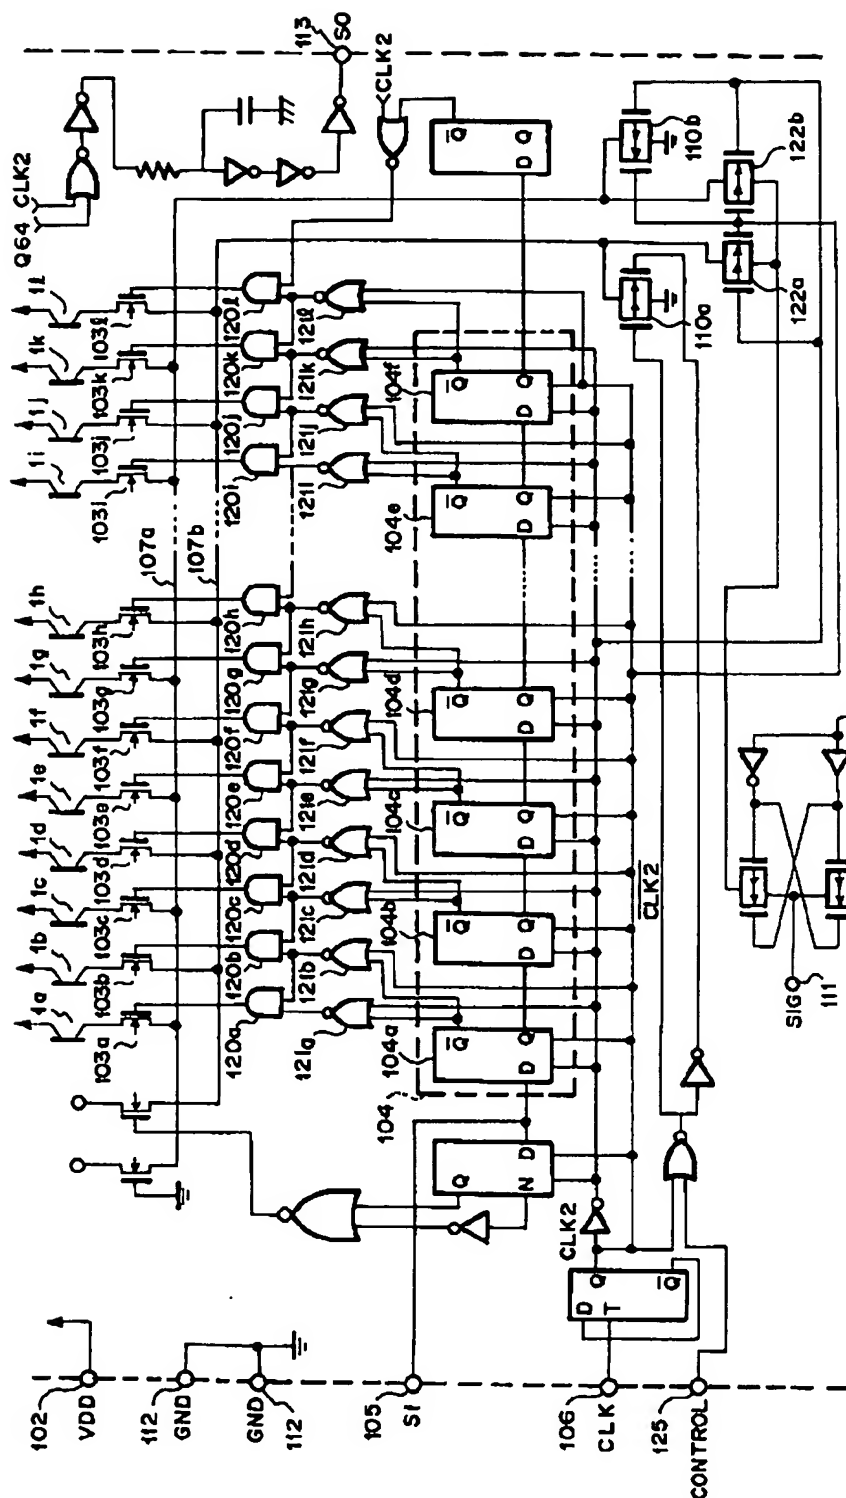 113
SO
CLK2
Q64 CLK2
Q̅
Q
D
110b
122b
110a
122a
1a 1b 1c 1d 1e 1f 1g 1h 1i 1j 1k 1l
103a 103b 103c 103d 103e 103f 103g 103h 103i 103j 103k 103l
107a
107b
120a 120b 120c 120d 120e 120f 120g 120h 120i 120j 120k 120l
121a 121b 121c 121d 121e 121f 121g 121h 121i 121j 121k 121l
104a 104b 104c 104d 104e 104f
Q̅ Q̅ Q̅ Q̅ Q̅ Q̅
D Q D Q D Q D Q D Q D Q
104
Q
N D
CLK2
C̅L̅K̅2̅
D Q
T Q̅
SIG
111
102
VDD
112
GND
GND
112
105
SI
106
CLK
125
CONTROL